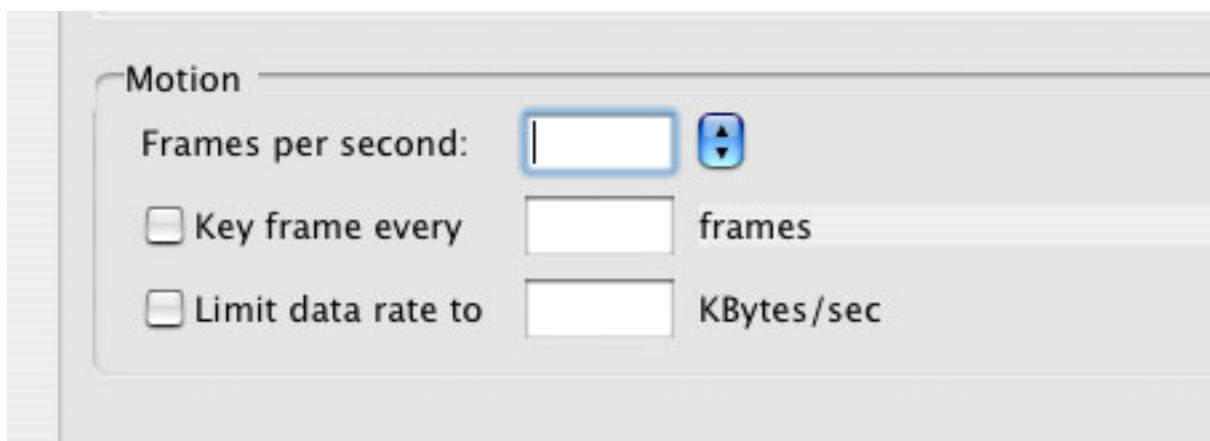 Motion
Frames per second:
Key frame every frames
Limit data rate to KBytes/sec